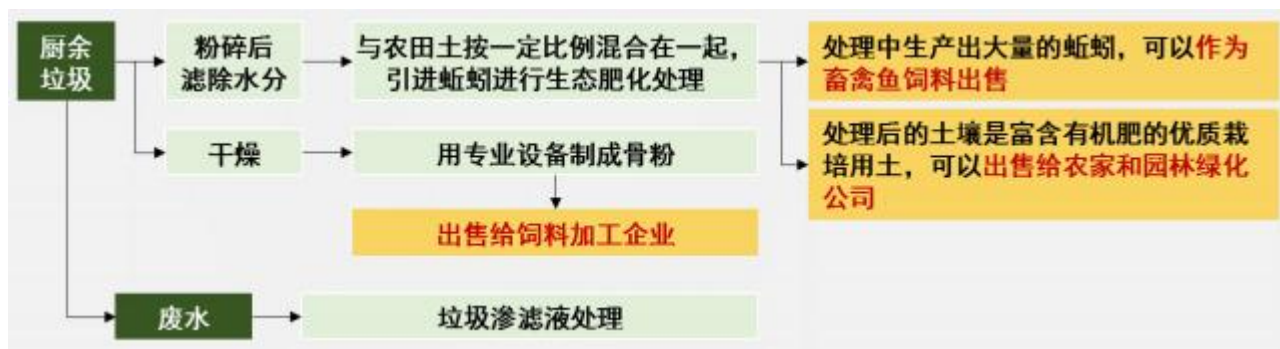 厨余
垃圾
粉碎后
滤除水分
与农田土按一定比例混合在一起，
引进蚯蚓进行生态肥化处理
处理中生产出大量的蚯蚓，可以作为
畜禽鱼饲料出售
处理后的土壤是富含有机肥的优质栽
培用土，可以出售给农家和园林绿化
公司
干燥
用专业设备制成骨粉
出售给饲料加工企业
废水
垃圾渗滤液处理